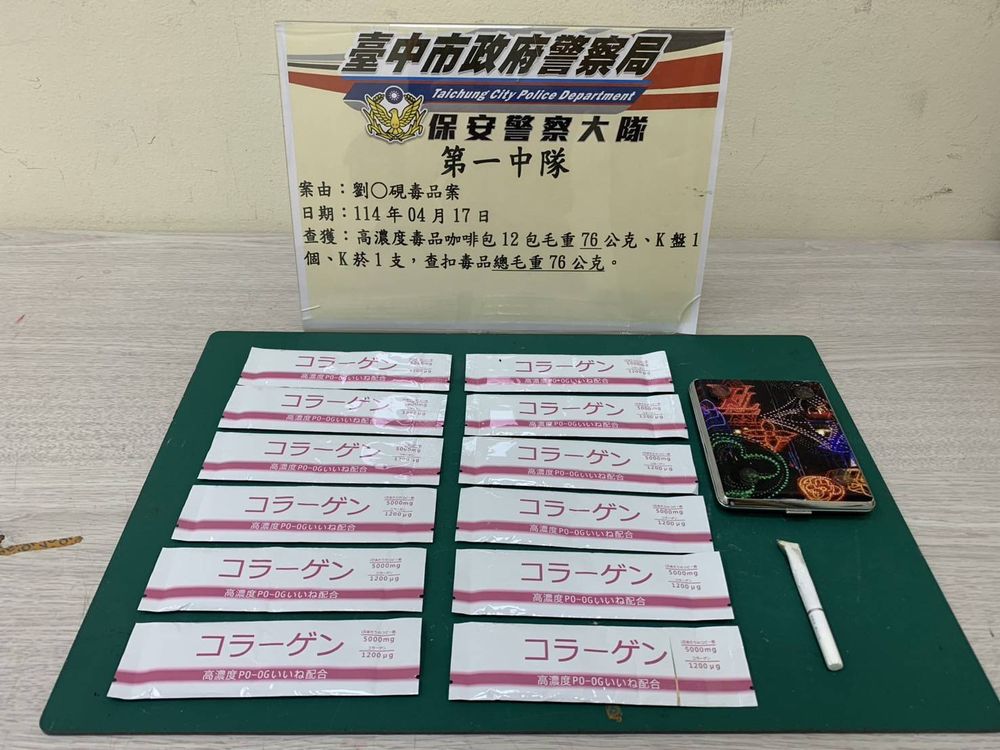 臺中市政府警察局
Taichung City Police Department
保安警察大隊
第一中隊
案由：劉〇硯毒品案
日期：114年04月17日
查獲：高濃度毒品咖啡包12包毛重76公克、K盤1
個、K菸1支，查扣毒品總毛重76公克。
コラーゲン
高濃度PO-OGいいね配合
コラーゲン
高濃度PO-OGいいね配合
コラーゲン
5000mg
1200μg
高濃度PO-OGいいね配合
コラーゲン
5000mg
1200μg
高濃度PO-OGいいね配合
コラーゲン
5000mg
1200μg
高濃度PO-OGいいね配合
コラーゲン
5000mg
1200μg
高濃度PO-OGいいね配合
コラーゲン
高濃度PO-OGいいね配合
コラーゲン
5000mg
1200μg
高濃度PO-OGいいね配合
コラーゲン
5000mg
1200μg
高濃度PO-OGいいね配合
コラーゲン
5000mg
1200μg
高濃度PO-OGいいね配合
コラーゲン
5000mg
1200μg
高濃度PO-OGいいね配合
コラーゲン
5000mg
1200μg
高濃度PO-OGいいね配合